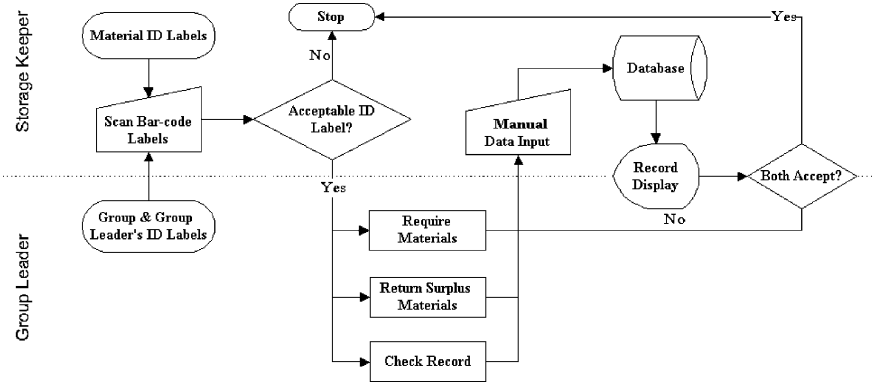 Storage Keeper
Material ID Labels
Scan Bar-code
Labels
Stop
No
Acceptable ID
Label?
Yes
Manual
Data Input
Database
Record
Display
Both Accept?
Yes
No
Group Leader
Group & Group
Leader's ID Labels
Require
Materials
Return Surplus
Materials
Check Record